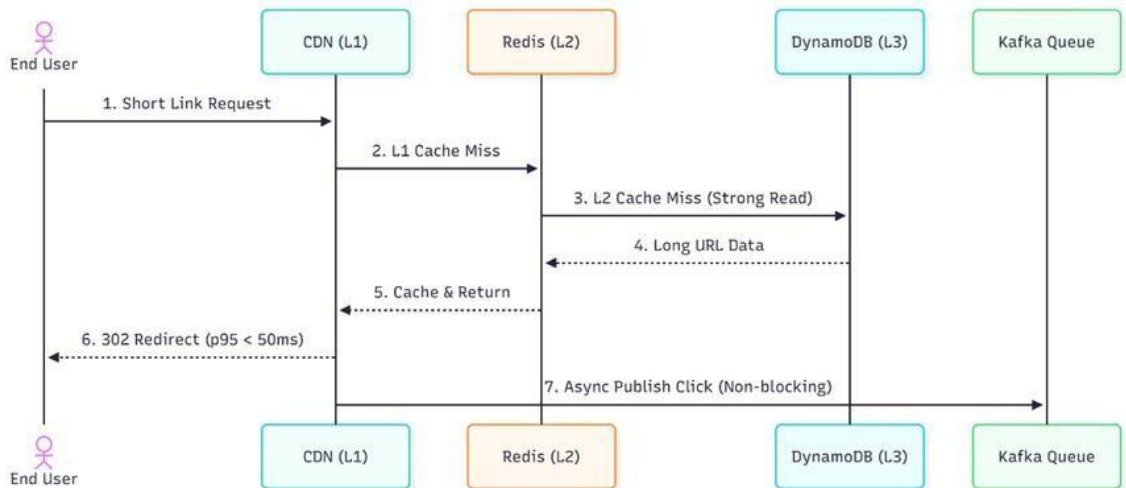 End User
CDN (L1)
Redis (L2)
DynamoDB (L3)
Kafka Queue
1. Short Link Request
2. L1 Cache Miss
3. L2 Cache Miss (Strong Read)
4. Long URL Data
5. Cache & Return
6. 302 Redirect (p95 < 50ms)
7. Async Publish Click (Non-blocking)
End User
CDN (L1)
Redis (L2)
DynamoDB (L3)
Kafka Queue